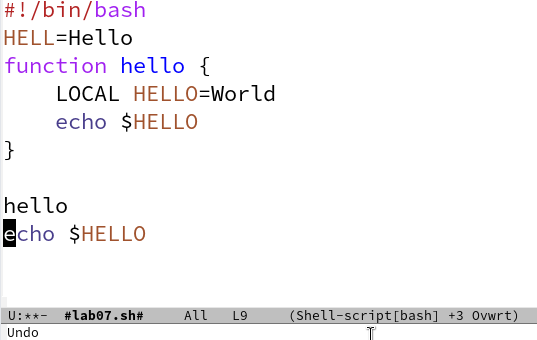 #!/bin/bash
HELL=Hello
function hello {
    LOCAL HELLO=World
    echo $HELLO
}
hello
echo $HELLO
U:**-  #lab07.sh#    All  L9    (Shell-script[bash] +3 Ovwrt)
Undo